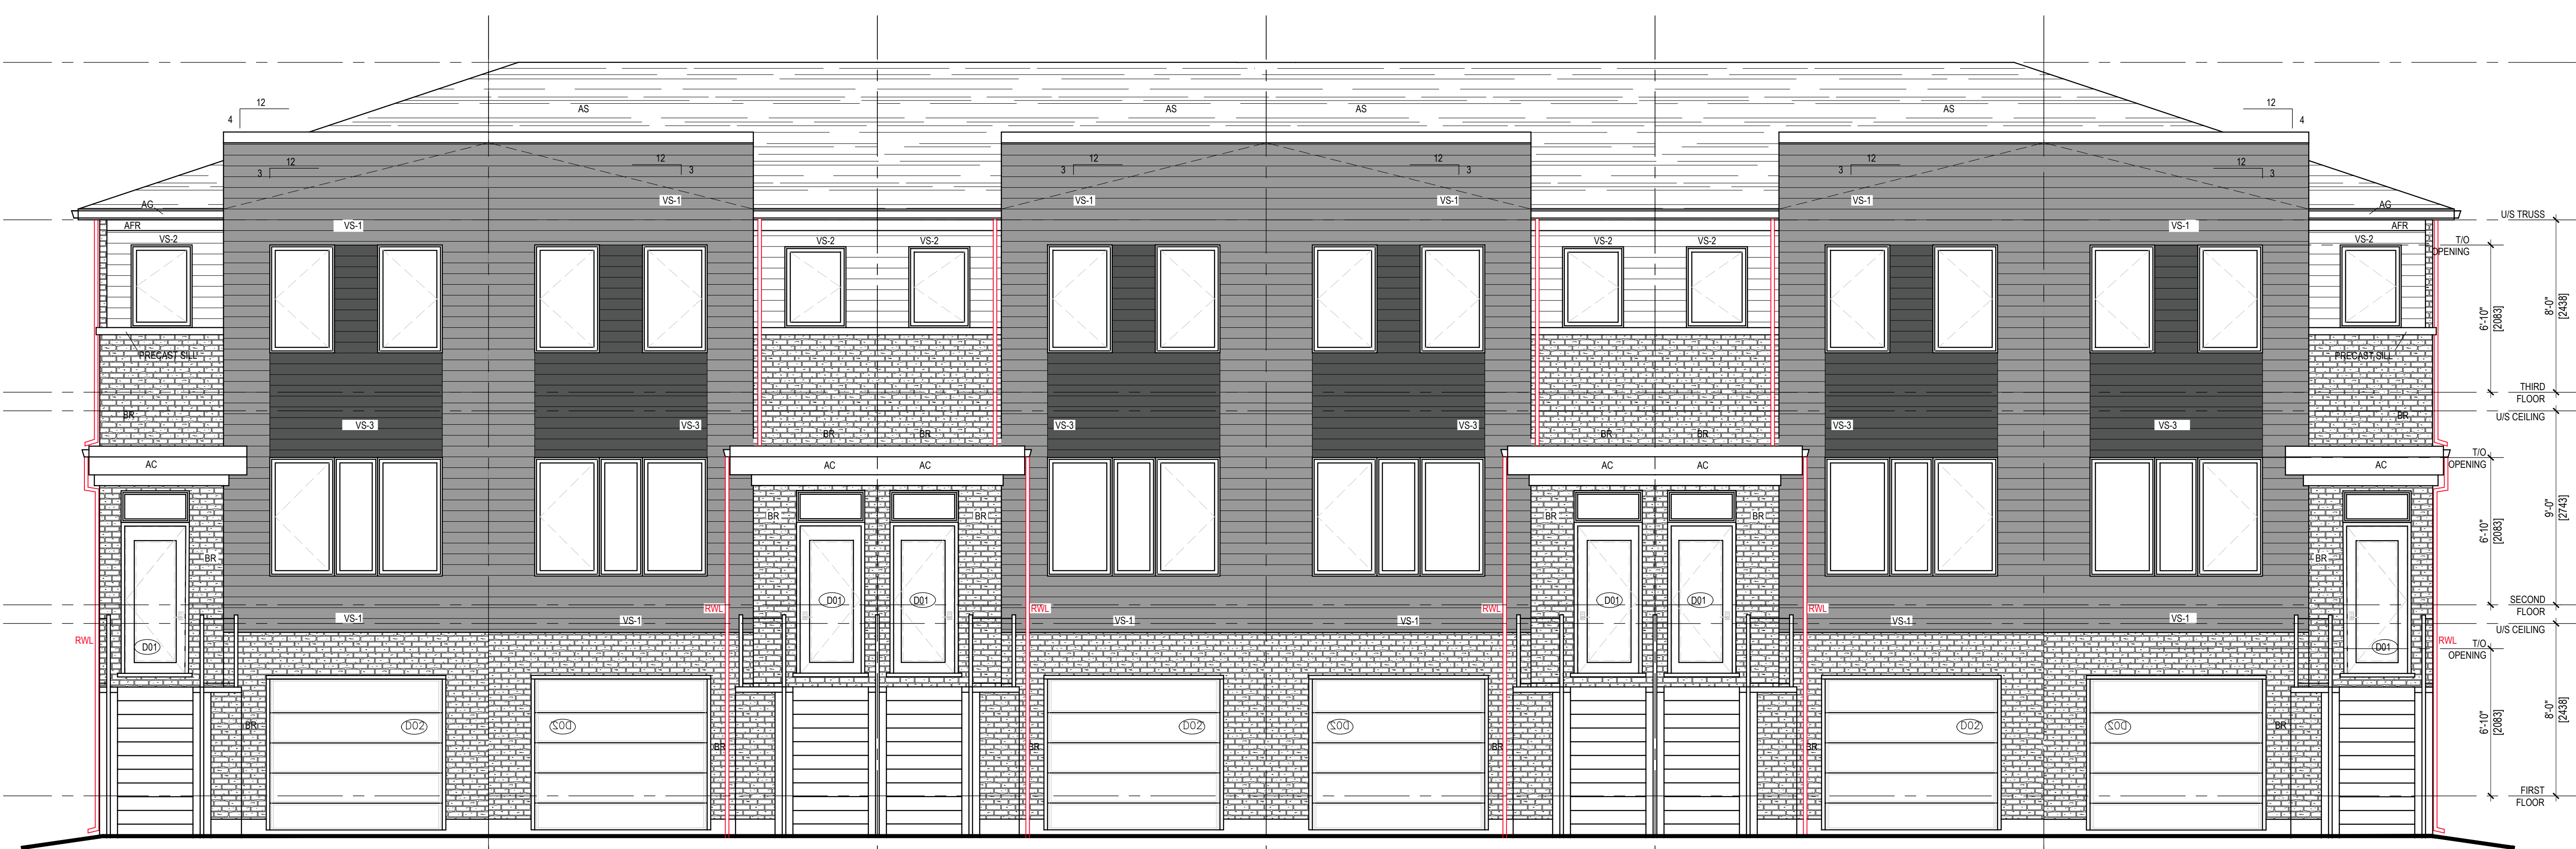 AS AS AS AS
12 12
4 4
12 12 12 12 12 12
3 3 3 3 3 3
VS-1 VS-1 VS-1 VS-1
AG AG
U/S TRUSS
AFR VS-1 VS-1 AFR
VS-2 VS-2 VS-2 VS-2 VS-2 VS-2
T/O
OPENING
6'-10"
[2083]
8'-0"
[2438]
PRECAST SILL PRECAST SILL
THIRD
FLOOR
BR BR
U/S CEILING
VS-3 VS-3 VS-3 VS-3 VS-3 VS-3
BR BR BR BR
T/O
OPENING
AC AC AC AC AC AC
9'-0"
[2743]
6'-10"
[2083]
BR BR BR BR
BR BR
D01 D01 D01 D01
SECOND
FLOOR
RWL RWL RWL RWL
VS-1 VS-1 VS-1 VS-1 VS-1 VS-1
U/S CEILING
RWL RWL
T/O
OPENING
D01 D01
8'-0"
[2438]
6'-10"
[2083]
BR D02 D02 D02 D02 D02 D02 BR
BR BR BR BR
FIRST
FLOOR